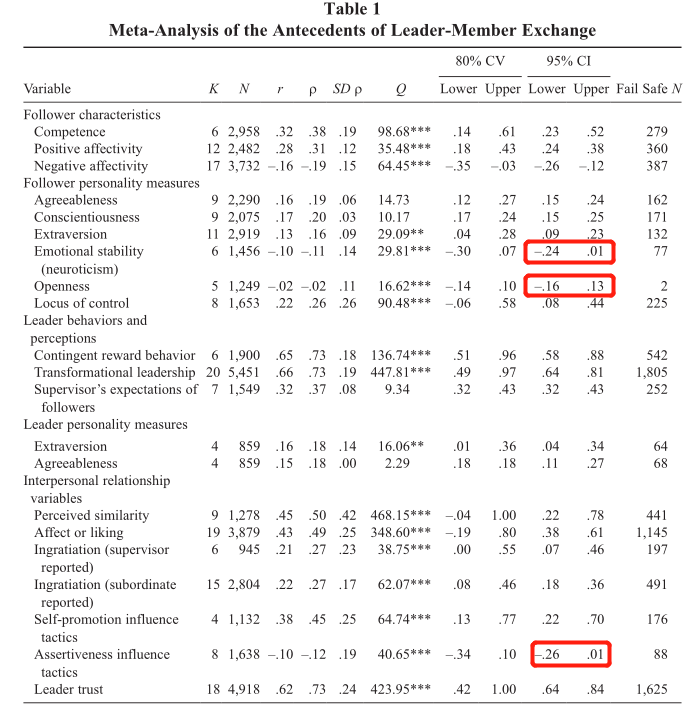 Table 1
Meta-Analysis of the Antecedents of Leader-Member Exchange
80% CV 95% CI
Variable K N r ρ SD ρ Q Lower Upper Lower Upper Fail Safe N
Follower characteristics
Competence 6 2,958 .32 .38 .19 98.68*** .14 .61 .23 .52 279
Positive affectivity 12 2,482 .28 .31 .12 35.48*** .18 .43 .24 .38 360
Negative affectivity 17 3,732 –.16 –.19 .15 64.45*** –.35 –.03 –.26 –.12 387
Follower personality measures
Agreeableness 9 2,290 .16 .19 .06 14.73 .12 .27 .15 .24 162
Conscientiousness 9 2,075 .17 .20 .03 10.17 .17 .24 .15 .25 171
Extraversion 11 2,919 .13 .16 .09 29.09** .04 .28 .09 .23 132
Emotional stability 6 1,456 –.10 –.11 .14 29.81*** –.30 .07 –.24 .01 77
(neuroticism)
Openness 5 1,249 –.02 –.02 .11 16.62*** –.14 .10 –.16 .13 2
Locus of control 8 1,653 .22 .26 .26 90.48*** –.06 .58 .08 .44 225
Leader behaviors and
perceptions
Contingent reward behavior 6 1,900 .65 .73 .18 136.74*** .51 .96 .58 .88 542
Transformational leadership 20 5,451 .66 .73 .19 447.81*** .49 .97 .64 .81 1,805
Supervisor's expectations of 7 1,549 .32 .37 .08 9.34 .32 .43 .32 .43 252
followers
Leader personality measures
Extraversion 4 859 .16 .18 .14 16.06** .01 .36 .04 .34 64
Agreeableness 4 859 .15 .18 .00 2.29 .18 .18 .11 .27 68
Interpersonal relationship
variables
Perceived similarity 9 1,278 .45 .50 .42 468.15*** –.04 1.00 .22 .78 441
Affect or liking 19 3,879 .43 .49 .25 348.60*** –.19 .80 .38 .61 1,145
Ingratiation (supervisor 6 945 .21 .27 .23 38.75*** .00 .55 .07 .46 197
reported)
Ingratiation (subordinate 15 2,804 .22 .27 .17 62.07*** .08 .46 .18 .36 491
reported)
Self-promotion influence 4 1,132 .38 .45 .25 64.74*** .13 .77 .22 .70 176
tactics
Assertiveness influence 8 1,638 –.10 –.12 .19 40.65*** –.34 .10 –.26 .01 88
tactics
Leader trust 18 4,918 .62 .73 .24 423.95*** .42 1.00 .64 .84 1,625